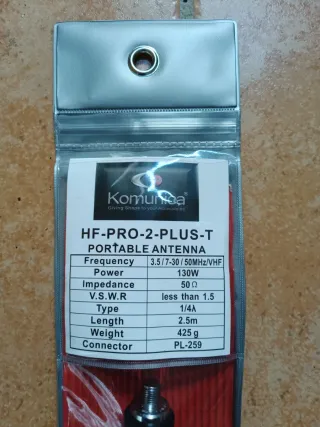 Komunica
HF-PRO-2-PLUS-T
PORTABLE ANTENNA
Frequency 3.5 / 7-30 / 50MHz/VHF
Power 130W
Impedance 50Ω
V.S.W.R less than 1.5
Type 1/4λ
Length 2.5m
Weight 425 g
Connector PL-259